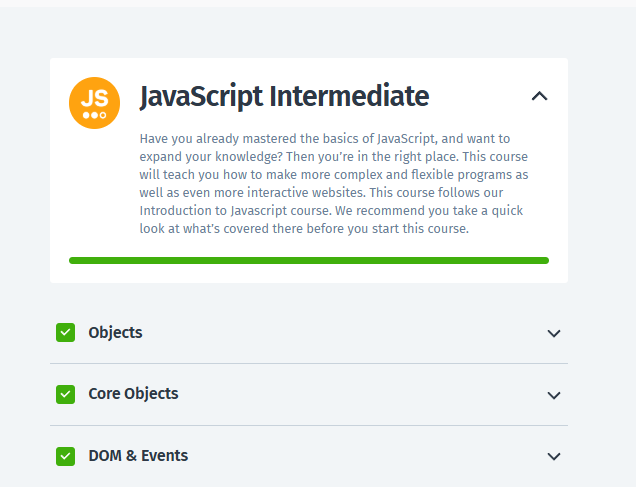 JS
JavaScript Intermediate
Have you already mastered the basics of JavaScript, and want to
expand your knowledge? Then you're in the right place. This course
will teach you how to make more complex and flexible programs as
well as even more interactive websites. This course follows our
Introduction to Javascript course. We recommend you take a quick
look at what's covered there before you start this course.
Objects
Core Objects
DOM & Events